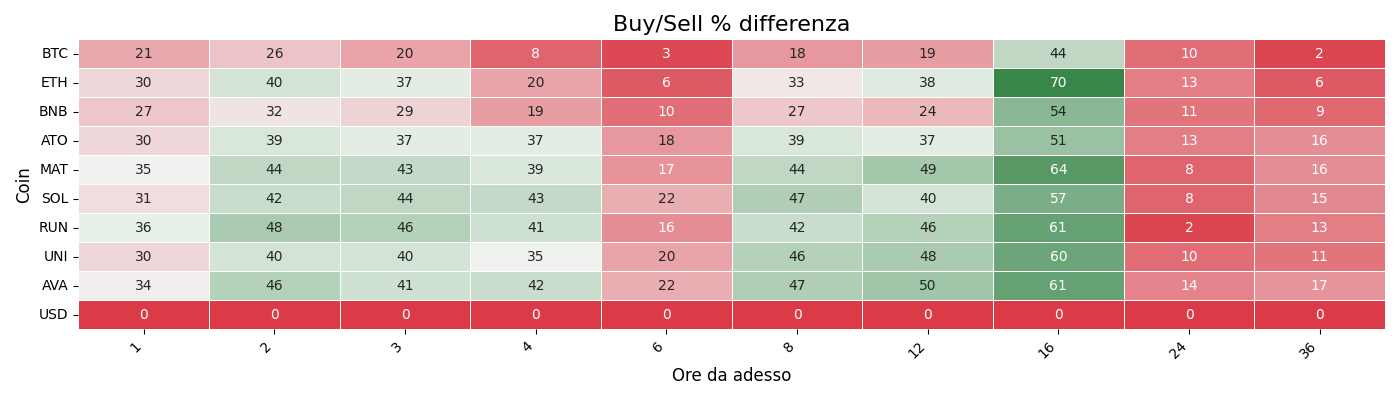 Buy/Sell % differenza
Coin
BTC 21 26 20 8 3 18 19 44 10 2
ETH 30 40 37 20 6 33 38 70 13 6
BNB 27 32 29 19 10 27 24 54 11 9
ATO 30 39 37 37 18 39 37 51 13 16
MAT 35 44 43 39 17 44 49 64 8 16
SOL 31 42 44 43 22 47 40 57 8 15
RUN 36 48 46 41 16 42 46 61 2 13
UNI 30 40 40 35 20 46 48 60 10 11
AVA 34 46 41 42 22 47 50 61 14 17
USD 0 0 0 0 0 0 0 0 0 0
1 2 3 4 6 8 12 16 24 36
Ore da adesso